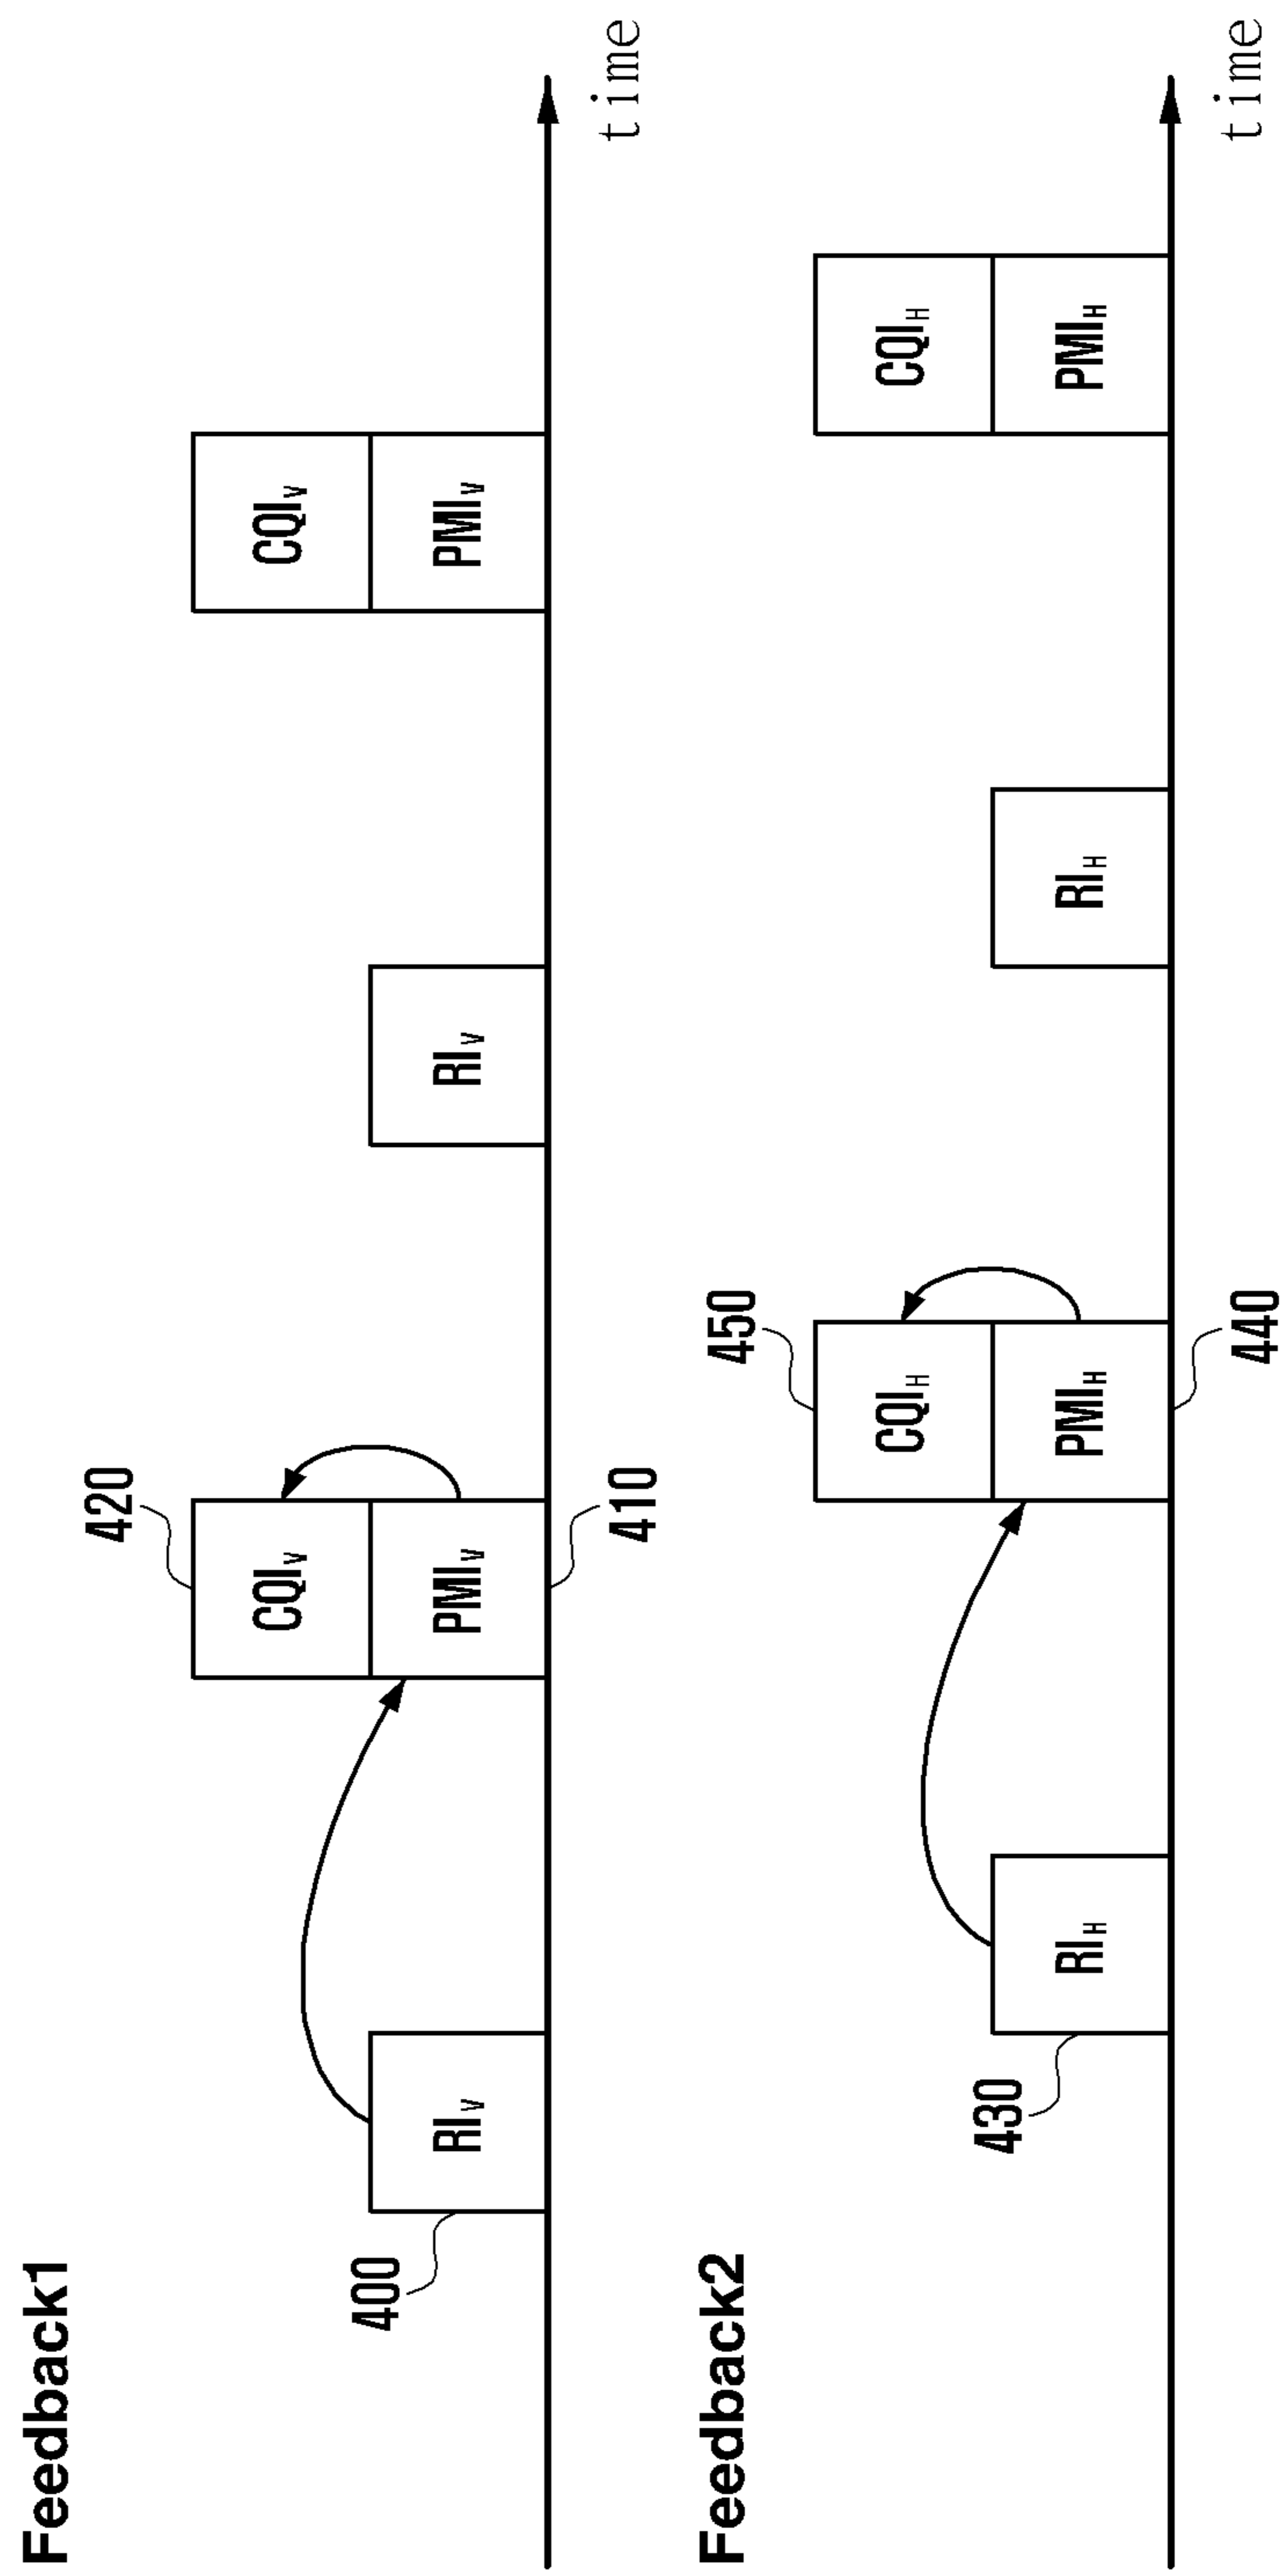 Feedback1
420
CQIV
CQIV
400
RIV
PMIV
RIV
PMIV
410
time
Feedback2
450
CQIH
CQIH
430
RIH
PMIH
RIH
PMIH
440
time